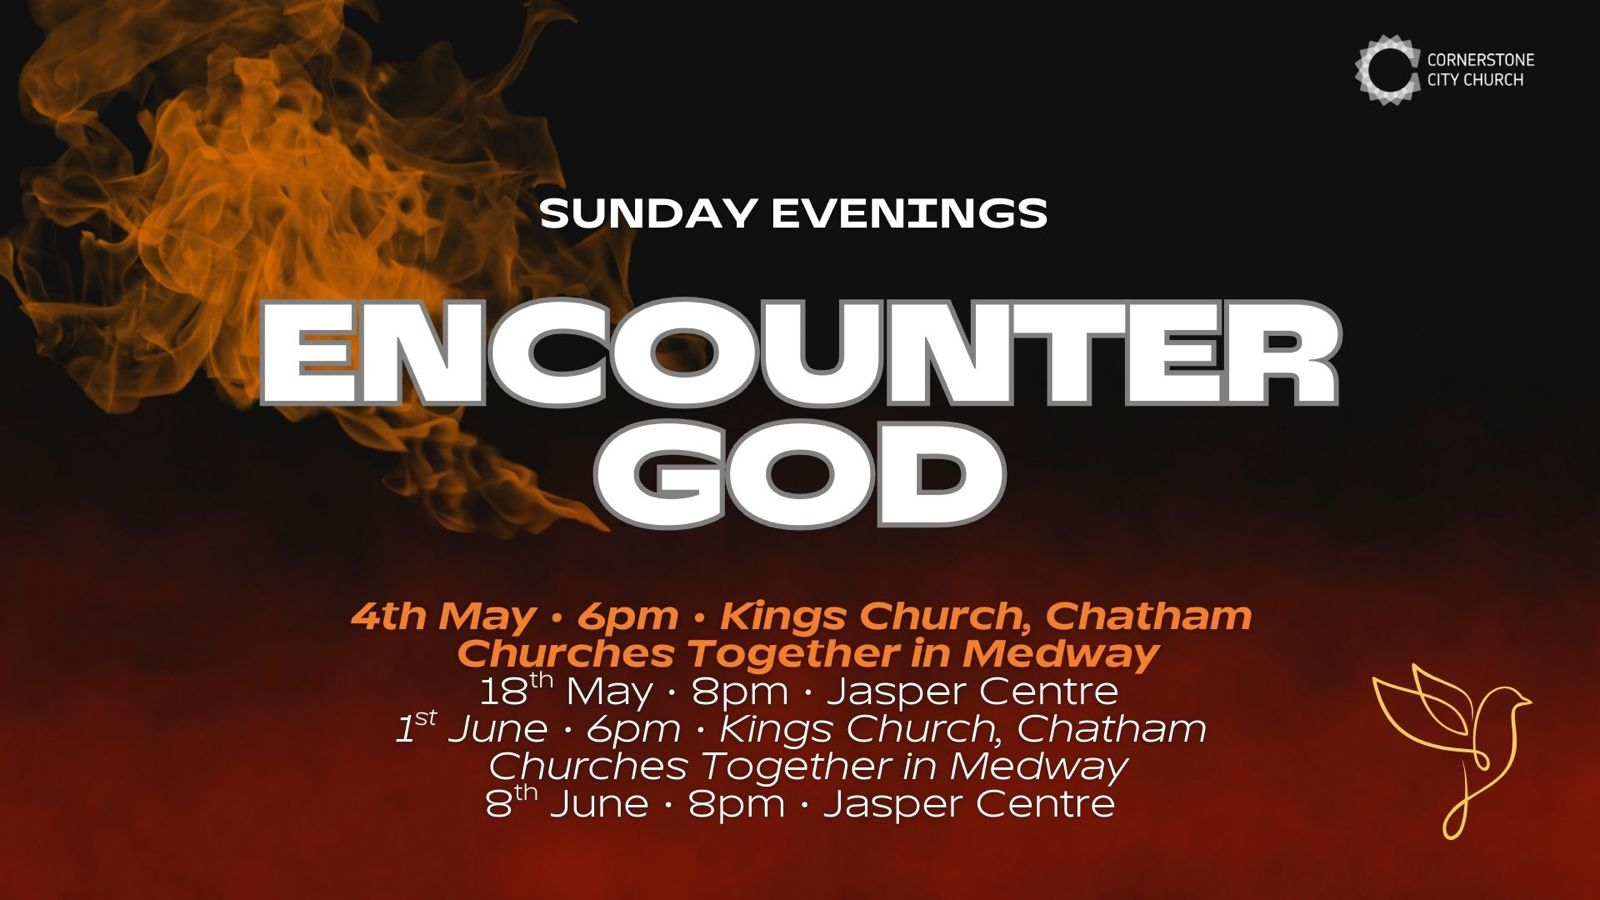 CORNERSTONE
CITY CHURCH
SUNDAY EVENINGS
ENCOUNTER
GOD
4th May • 6pm • Kings Church, Chatham
Churches Together in Medway
18th May • 8pm • Jasper Centre
1st June • 6pm • Kings Church, Chatham
Churches Together in Medway
8th June • 8pm • Jasper Centre